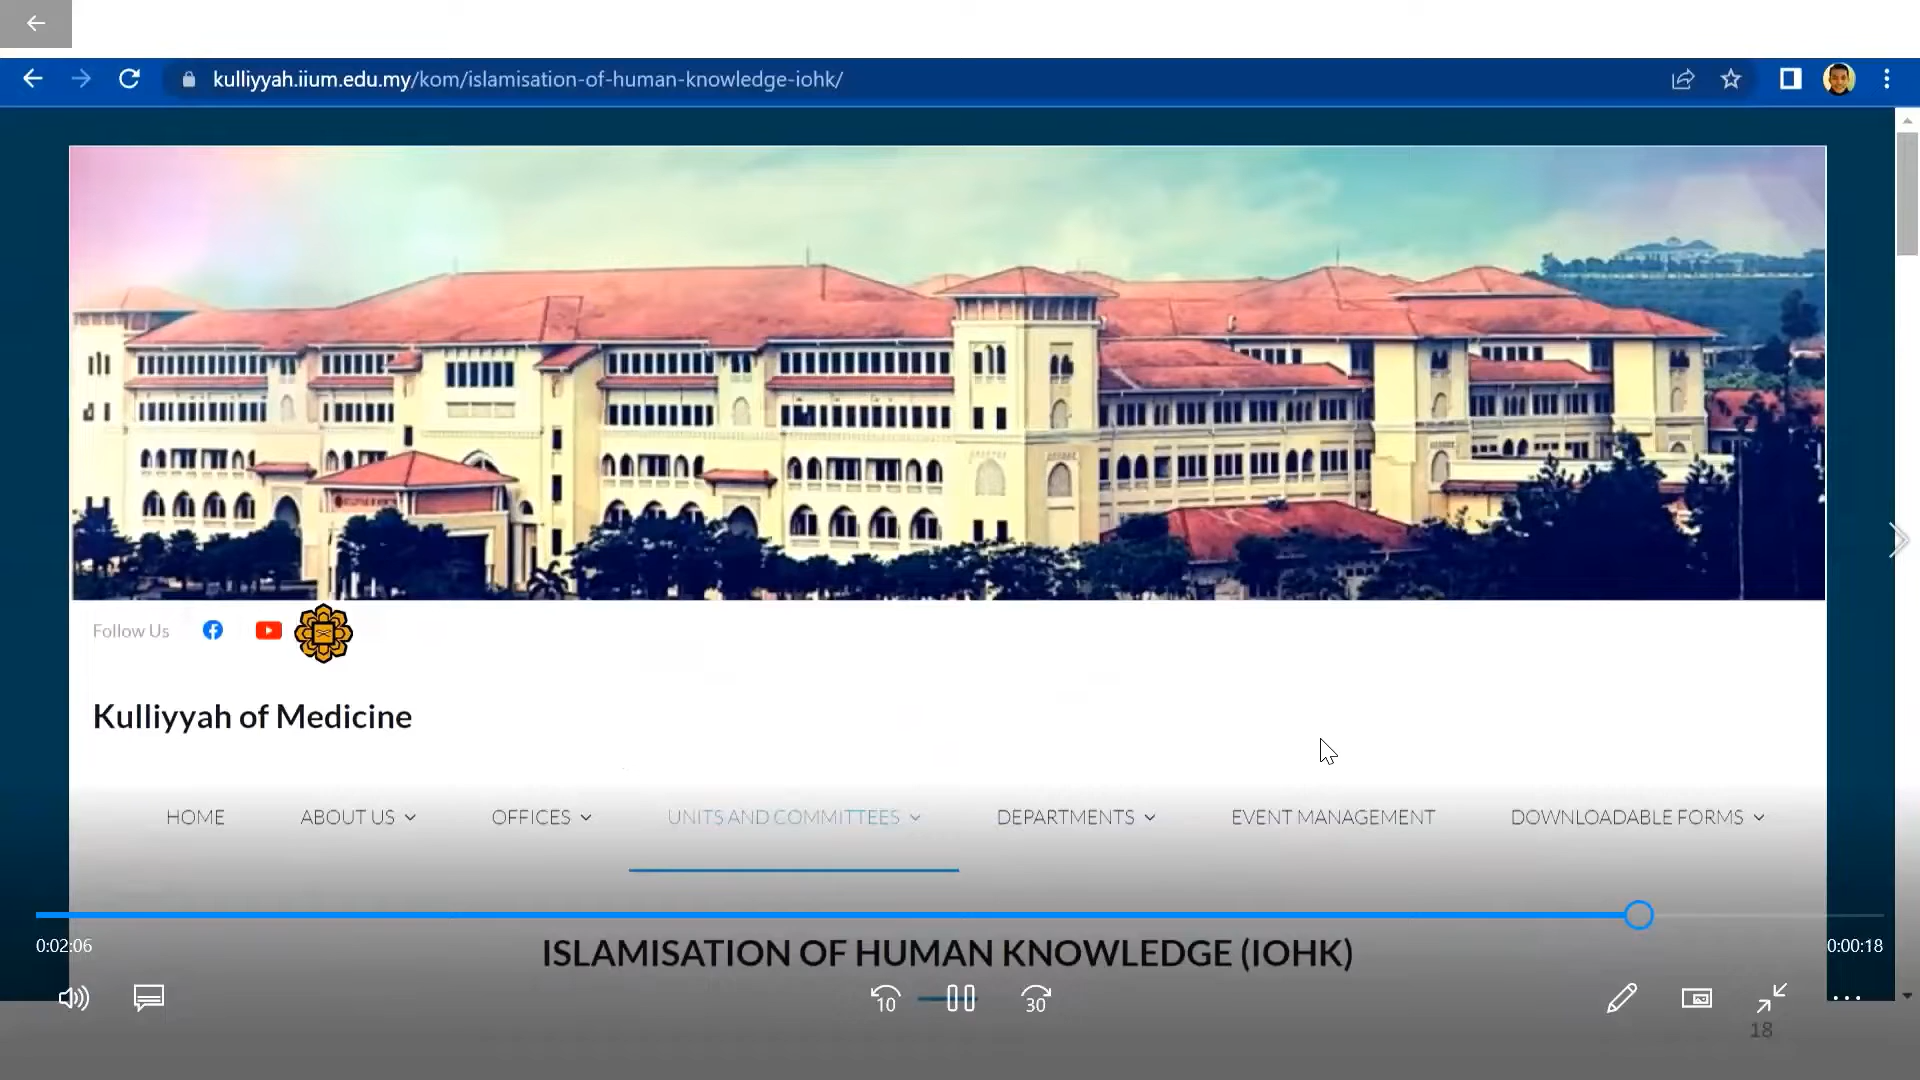 kulliyyah.iium.edu.my/kom/islamisation-of-human-knowledge-iohk/
Follow Us
Kulliyyah of Medicine
HOME ABOUT US OFFICES UNITS AND COMMITTEES DEPARTMENTS EVENT MANAGEMENT DOWNLOADABLE FORMS
0:02:06
ISLAMISATION OF HUMAN KNOWLEDGE (IOHK)
0:00:18
10
30
18